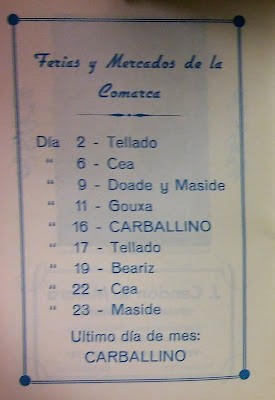 Ferias y Mercados de la
Comarca
Día 2 - Tellado
" 6 - Cea
" 9 - Doade y Maside
" 11 - Gouxa
" 16 - CARBALLINO
" 17 - Tellado
" 19 - Beariz
" 22 - Cea
" 23 - Maside
Ultimo día de mes:
CARBALLINO